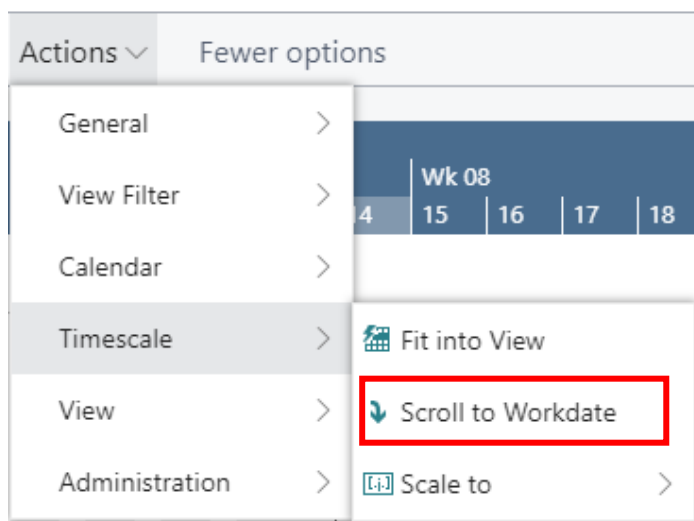 Actions Fewer options
General
View Filter
Calendar
Timescale
View
Administration
Wk 08
14 15 16 17 18
Fit into View
Scroll to Workdate
Scale to